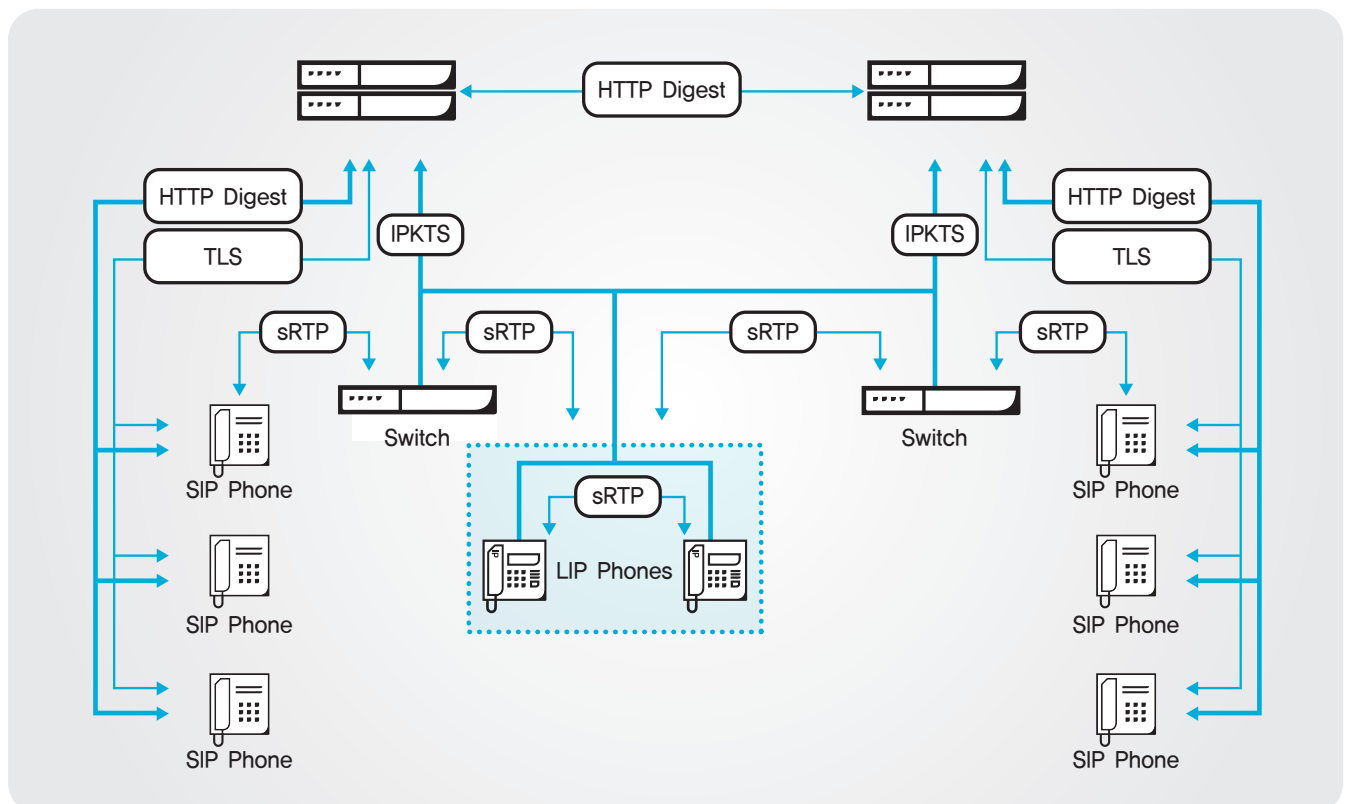 HTTP Digest
HTTP Digest
HTTP Digest
IPKTS
IPKTS
TLS
TLS
sRTP
sRTP
sRTP
sRTP
Switch
Switch
SIP Phone
SIP Phone
sRTP
LIP Phones
SIP Phone
SIP Phone
SIP Phone
SIP Phone